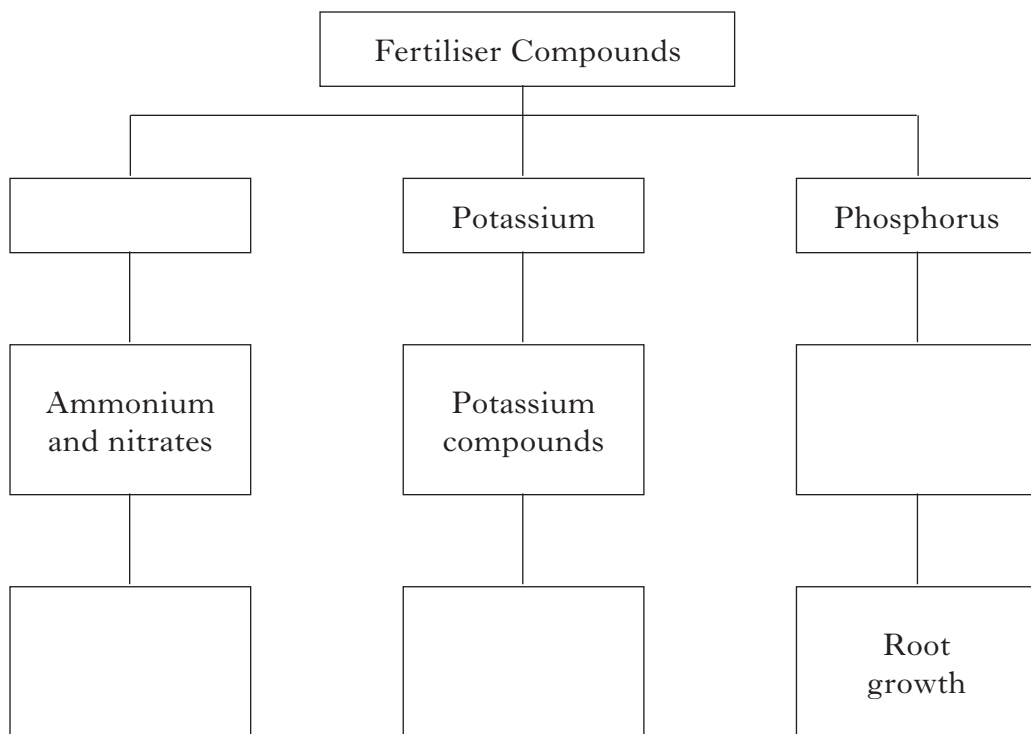 Fertiliser Compounds
Potassium
Phosphorus
Ammonium
and nitrates
Potassium
compounds
Root
growth